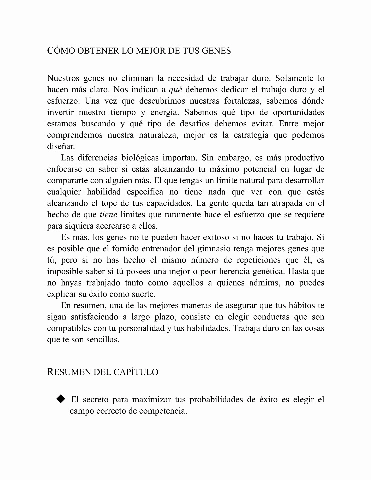 CÓMO OBTENER LO MEJOR DE TUS GENES
Nuestros genes no eliminan la necesidad de trabajar duro. Solamente lo
hacen más claro. Nos indican a qué debemos dedicar el trabajo duro y el
esfuerzo. Una vez que descubrimos nuestras fortalezas, sabemos dónde
invertir nuestro tiempo y energía. Sabemos qué tipo de oportunidades
estamos buscando y qué tipo de desafíos debemos evitar. Entre mejor
comprendemos nuestra naturaleza, mejor es la estrategia que podemos
diseñar.
Las diferencias biológicas importan. Sin embargo, es más productivo
enfocarse en saber si estás alcanzando tu máximo potencial en lugar de
compararte con alguien más. El que tengas un límite natural para desarrollar
cualquier habilidad específica no tiene nada que ver con que estés
alcanzando el tope de tus capacidades. La gente queda tan atrapada en el
hecho de que tiene límites que raramente hace el esfuerzo que se requiere
para siquiera acercarse a ellos.
Es más, los genes no te pueden hacer exitoso si no haces tu trabajo. Sí
es posible que el fornido entrenador del gimnasio tenga mejores genes que
tú, pero si no has hecho el mismo número de repeticiones que él, es
imposible saber si tú posees una mejor o peor herencia genética. Hasta que
no hayas trabajado tanto como aquellos a quienes admiras, no puedes
explicar su éxito como suerte.
En resumen, una de las mejores maneras de asegurar que tus hábitos te
sigan satisfaciendo a largo plazo, consiste en elegir conductas que son
compatibles con tu personalidad y tus habilidades. Trabaja duro en las cosas
que te son sencillas.
RESUMEN DEL CAPÍTULO
◆ El secreto para maximizar tus probabilidades de éxito es elegir el
campo correcto de competencia.